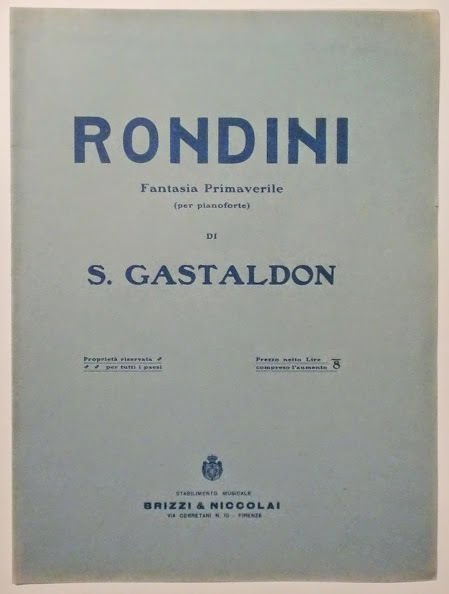 RONDINI
Fantasia Primaverile
(per pianoforte)
DI
S. GASTALDON
Proprietà riservata
per tutti i paesi
Prezzo netto Lire
compreso l'aumento 8
STABILIMENTO MUSICALE
BRIZZI & NICCOLAI
VIA CERRETANI N. 10 - FIRENZE